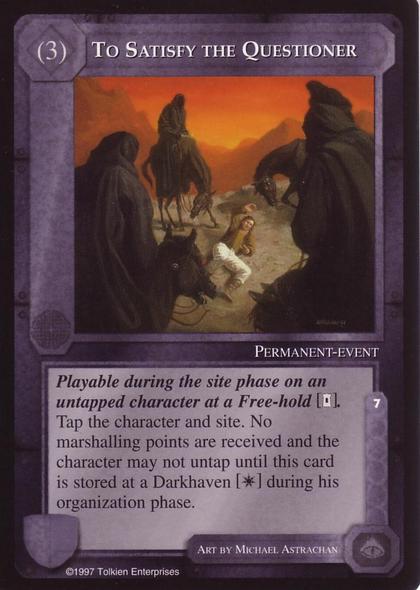 (3) TO SATISFY THE QUESTIONER
PERMANENT-EVENT
Playable during the site phase on an
untapped character at a Free-hold [ ].
7
Tap the character and site. No
marshalling points are received and the
character may not untap until this card
is stored at a Darkhaven [ ] during his
organization phase.
ART BY MICHAEL ASTRACHAN
©1997 Tolkien Enterprises